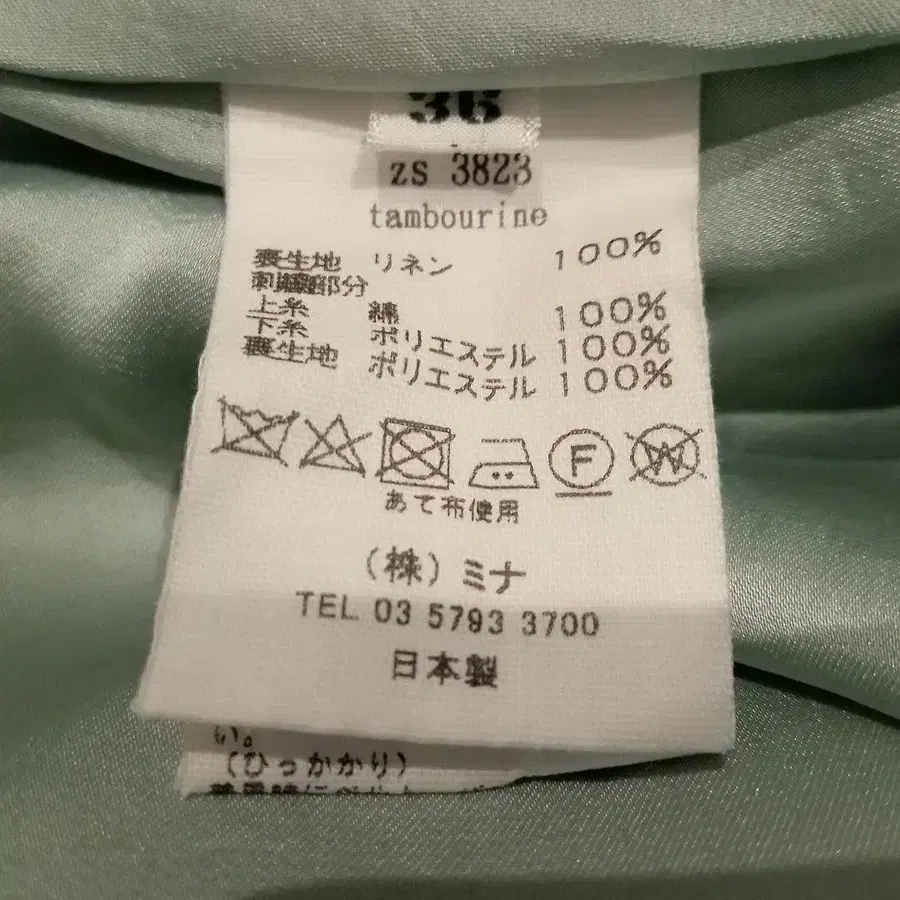 36
zs 3823
tambourine
表生地 リネン 100%
刺繍部分
上糸 綿 100%
下糸 ポリエステル 100%
裏生地 ポリエステル 100%
F W
あて布使用
(株) ミナ
TEL. 03 5793 3700
日本製
い。
(ひっかかり)